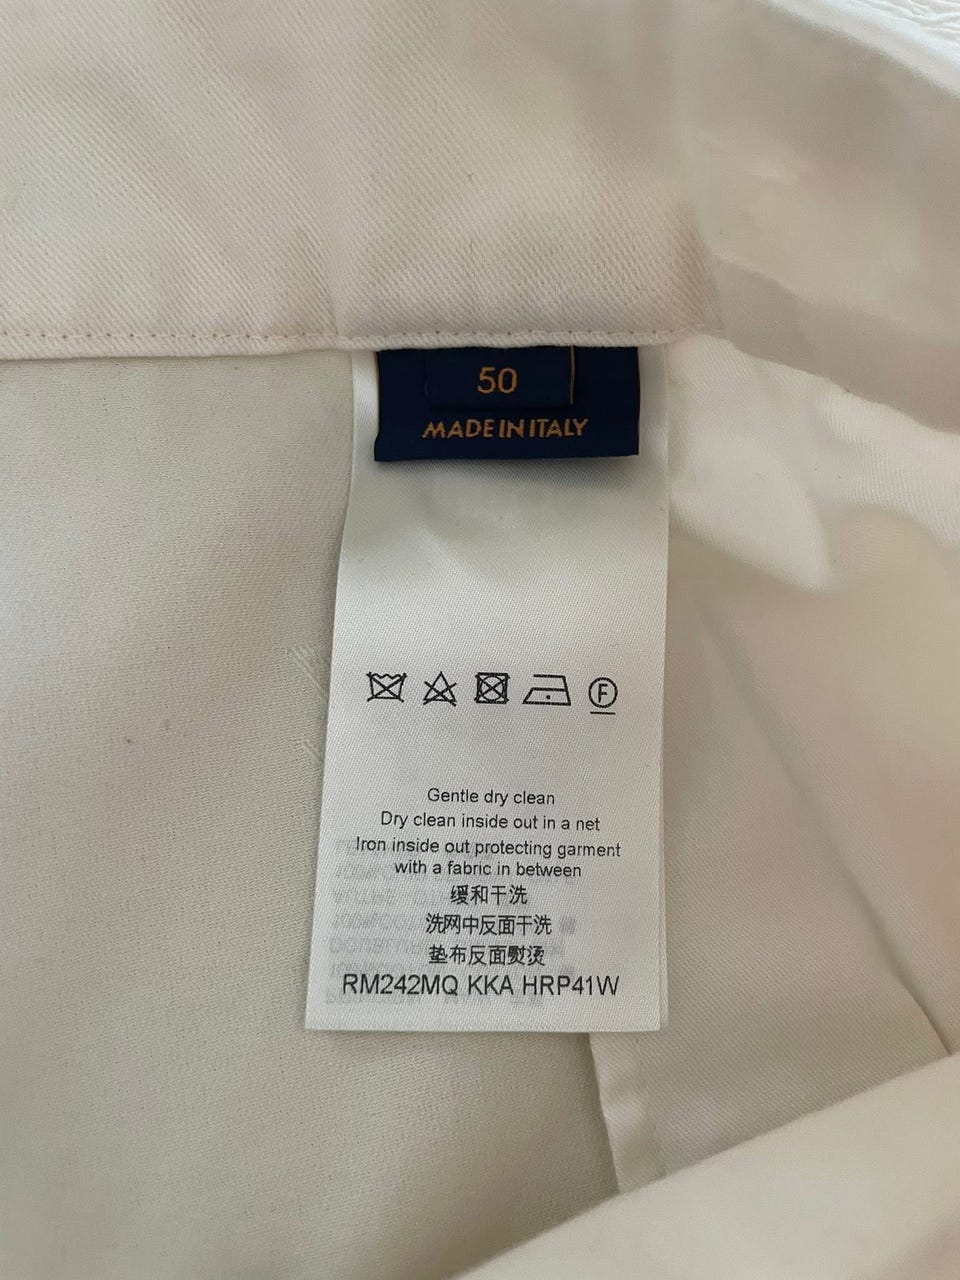 50
MADE IN ITALY
F
Gentle dry clean
Dry clean inside out in a net
Iron inside out protecting garment
with a fabric in between
缓和干洗
洗网中反面干洗
垫布反面熨烫
RM242MQ KKA HRP41W